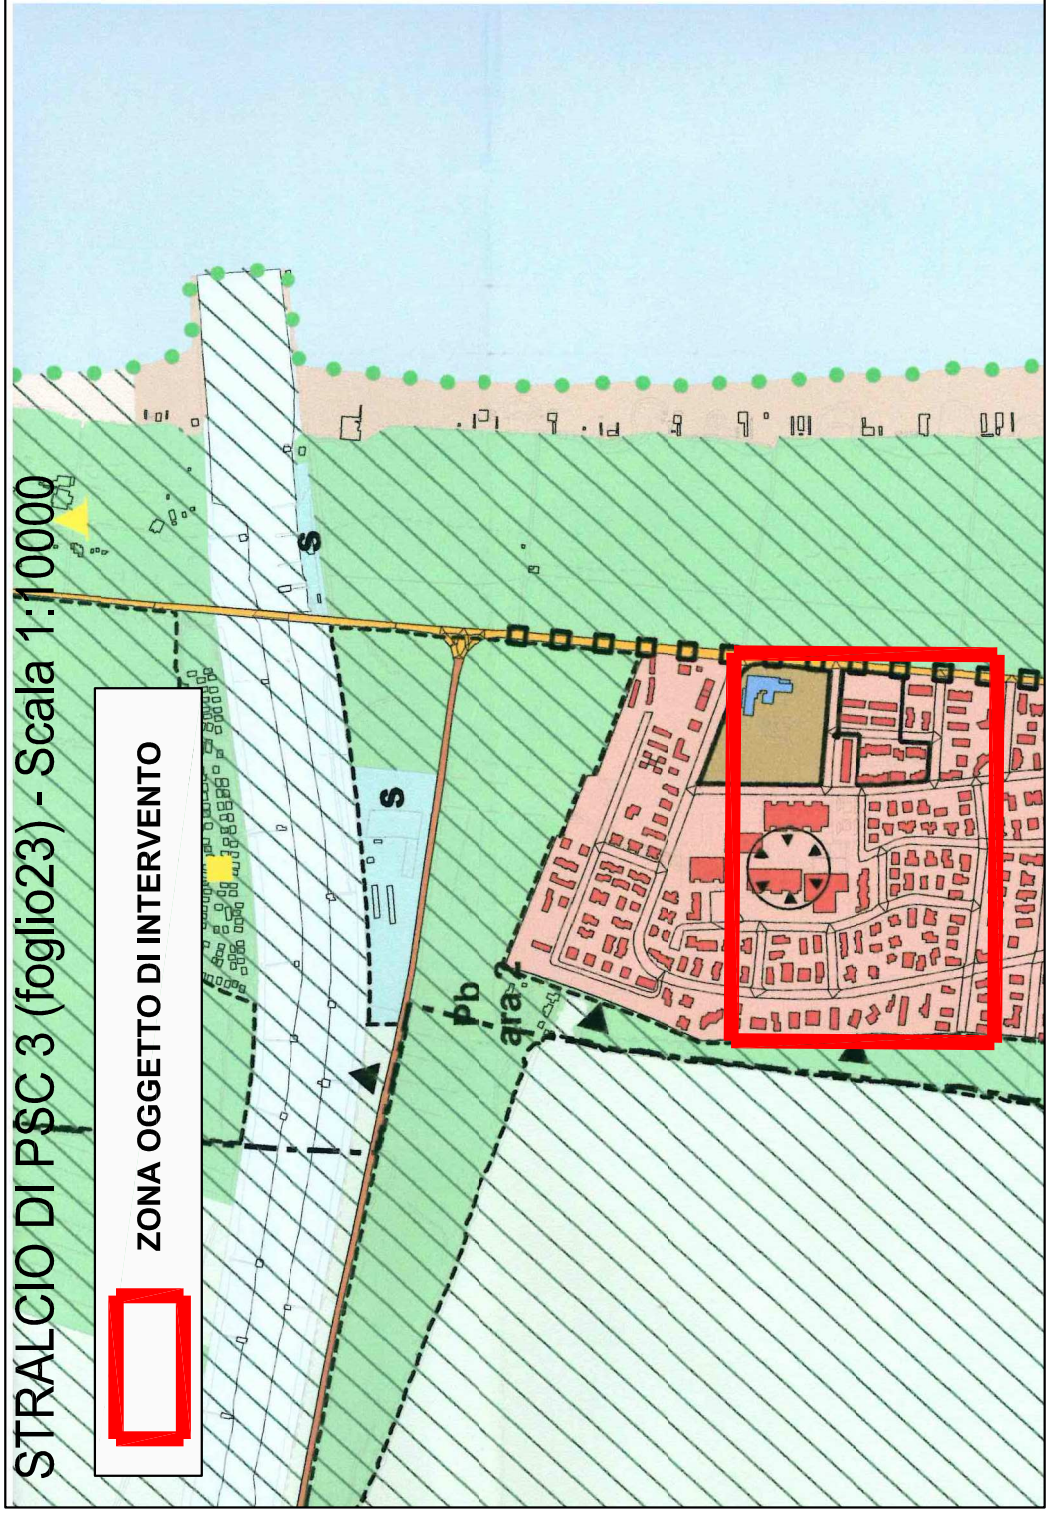 STRALCIO DI PSC 3 (foglio23) - Scala 1:10000
ZONA OGGETTO DI INTERVENTO
s
s
Pb
ara.2